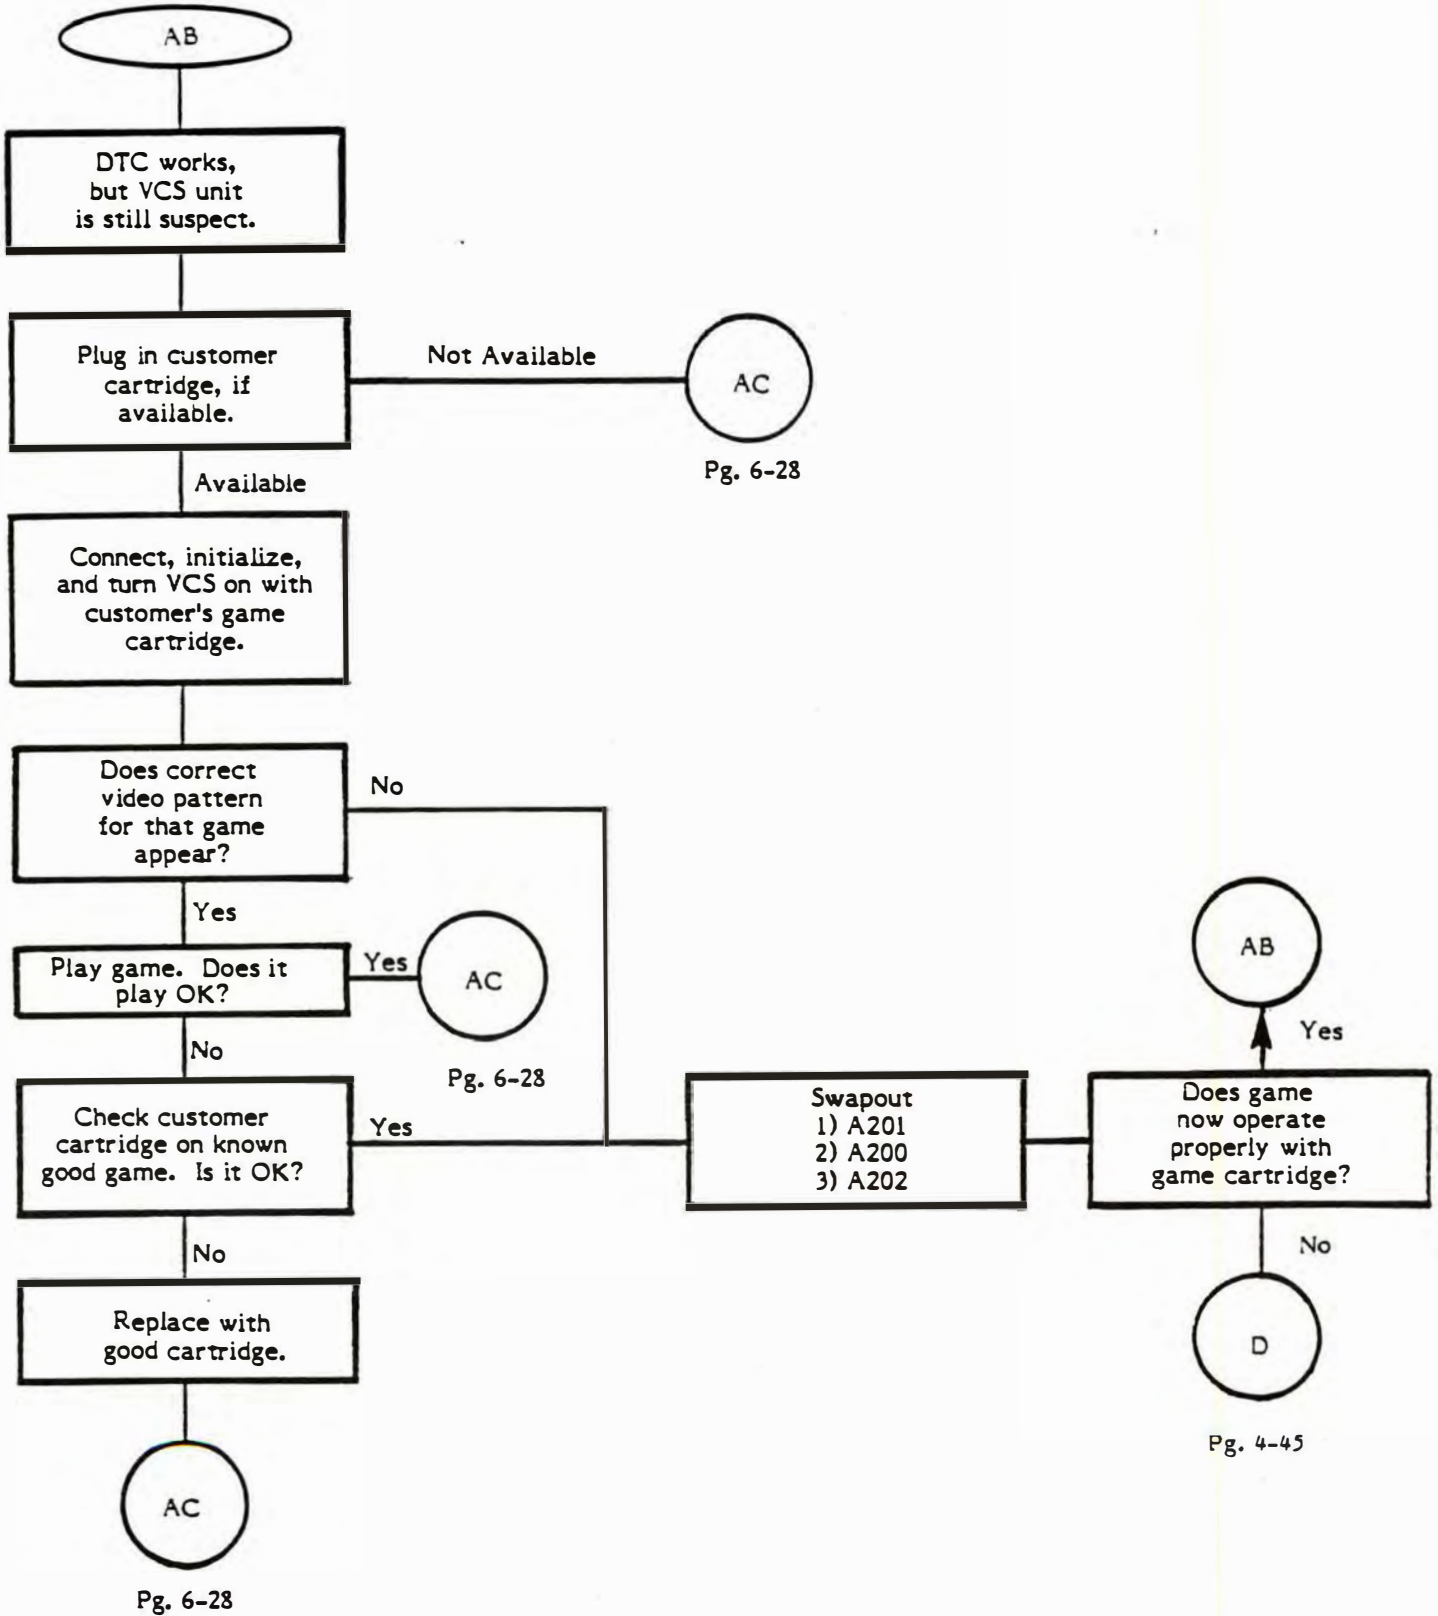 AB
DTC works,
but VCS unit
is still suspect.
Plug in customer
cartridge, if
available.
Not Available
AC
Pg. 6-28
Available
Connect, initialize,
and turn VCS on with
customer's game
cartridge.
Does correct
video pattern
for that game
appear?
No
Yes
Play game. Does it
play OK?
Yes
AC
Pg. 6-28
No
Check customer
cartridge on known
good game. Is it OK?
Yes
Swapout
1) A201
2) A200
3) A202
Does game
now operate
properly with
game cartridge?
Yes
AB
No
D
Pg. 4-45
No
Replace with
good cartridge.
AC
Pg. 6-28